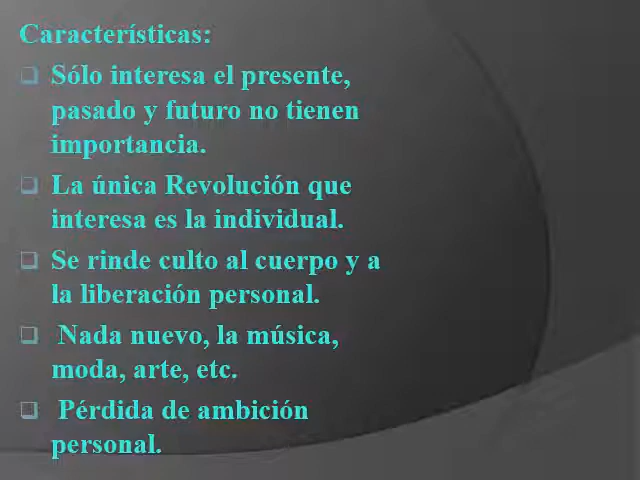 Características:
Sólo interesa el presente,
pasado y futuro no tienen
importancia.
La única Revolución que
interesa es la individual.
Se rinde culto al cuerpo y a
la liberación personal.
Nada nuevo, la música,
moda, arte, etc.
Pérdida de ambición
personal.